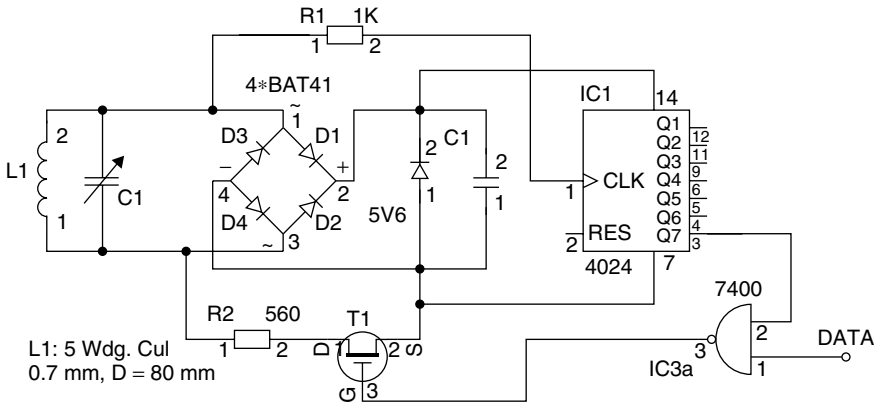 R1 1K
1 2
4*BAT41
IC1
14
~
1
2
D3 D1
Q1
C1
Q2 12
2
2
Q3 11
L1
−
+
Q4 9
4
2
1
CLK
Q5 6
C1
1
D4 D2
5V6
Q6 5
1
Q7 4
1
~
3
2
RES
3
4024
7
7400
R2 560
T1
2
DATA
1 2
D
1
2
S
3
L1: 5 Wdg. Cul
IC3a
1
0.7 mm, D = 80 mm
G
3